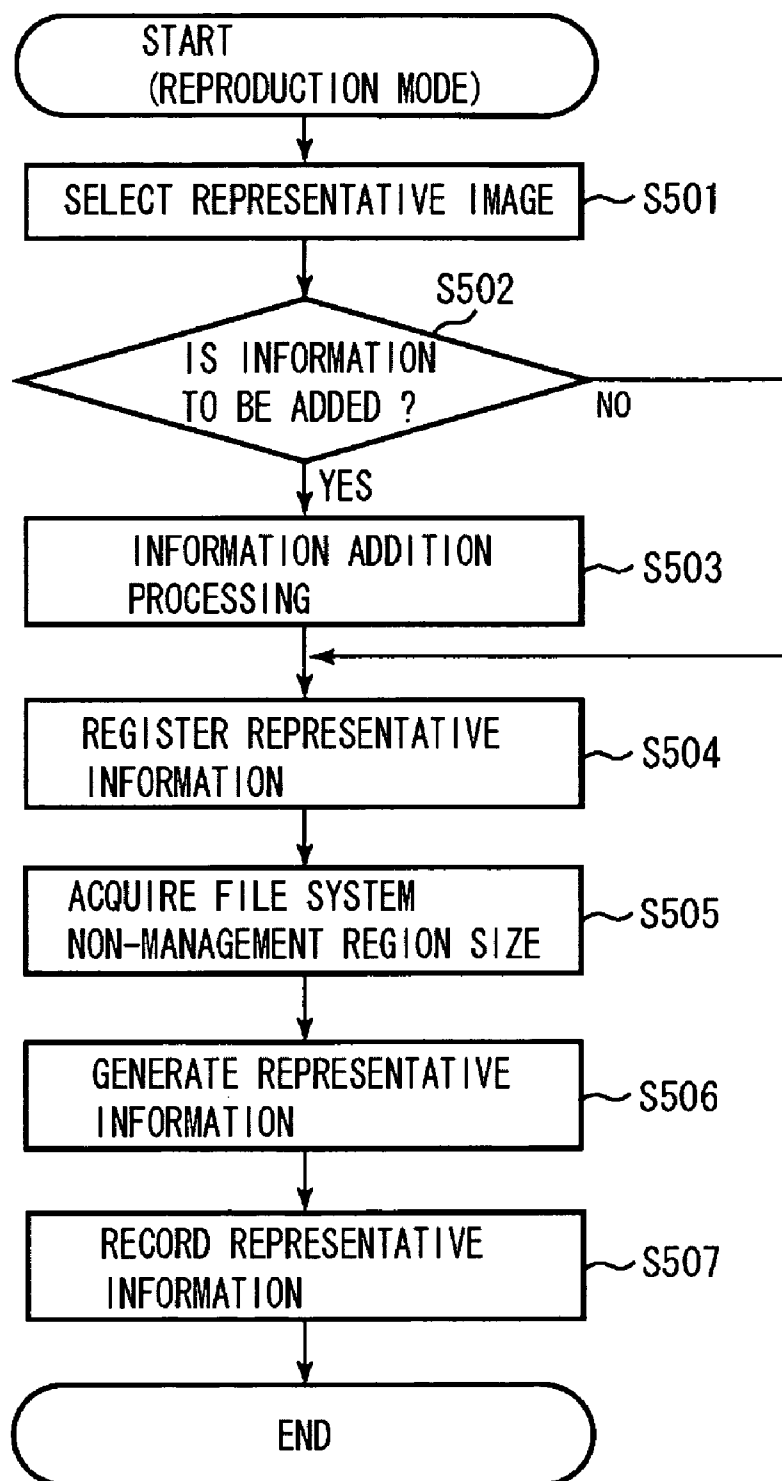 START
(REPRODUCTION MODE)
SELECT REPRESENTATIVE IMAGE
S501
S502
IS INFORMATION
TO BE ADDED ?
NO
YES
INFORMATION ADDITION
PROCESSING
S503
REGISTER REPRESENTATIVE
INFORMATION
S504
ACQUIRE FILE SYSTEM
NON-MANAGEMENT REGION SIZE
S505
GENERATE REPRESENTATIVE
INFORMATION
S506
RECORD REPRESENTATIVE
INFORMATION
S507
END